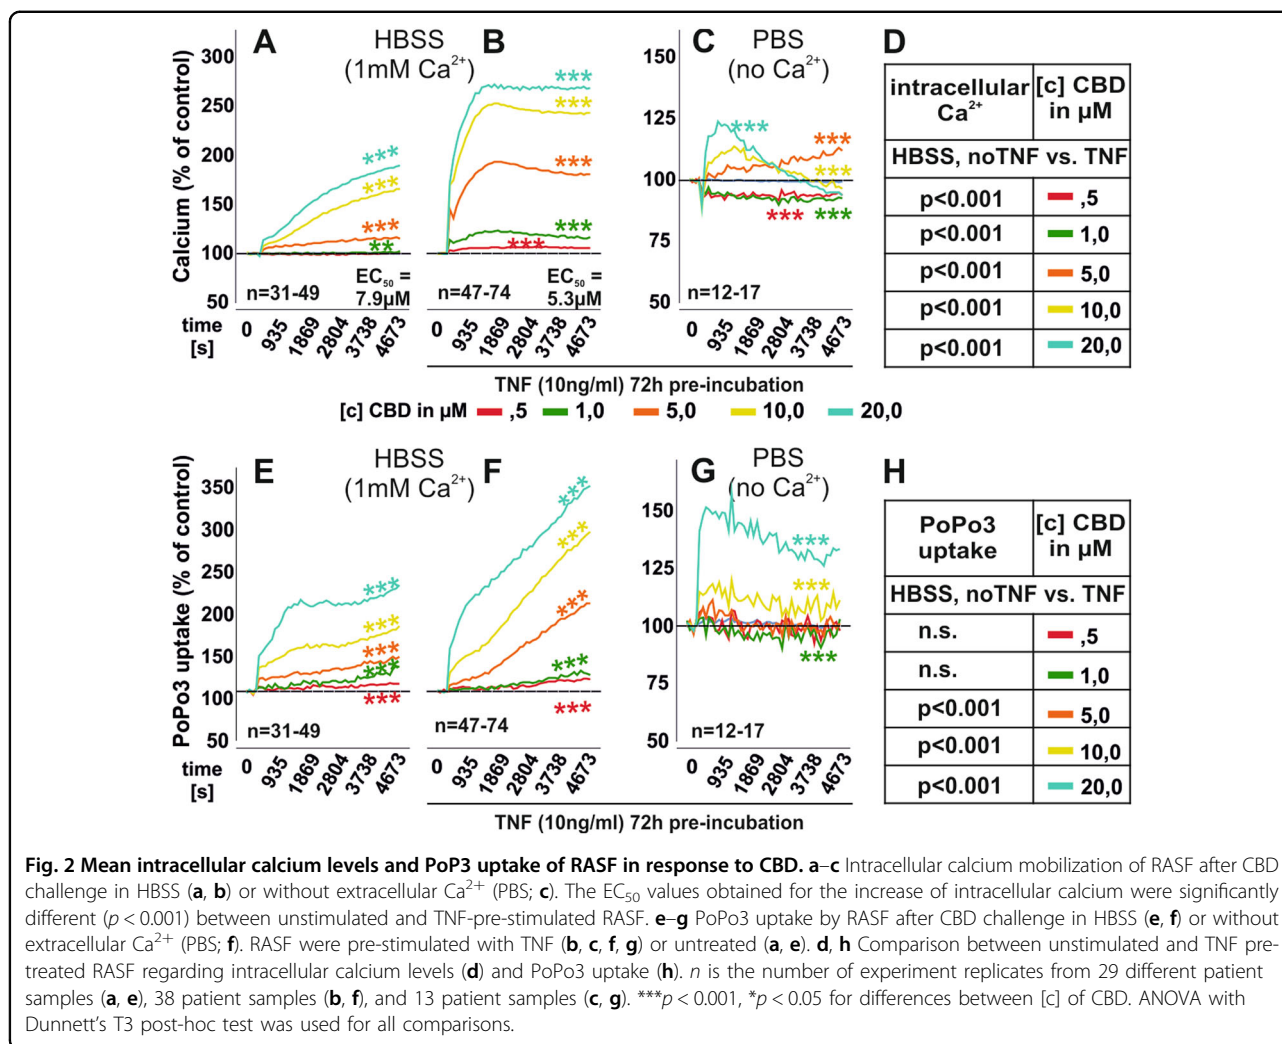 A HBSS B C PBS D
(1mM Ca²⁺) (no Ca²⁺)
Calcium (% of control)
300
250
200
150
100
50
***
***
***
**
EC₅₀ =
7.9µM
n=31-49
***
***
***
***
***
EC₅₀ =
5.3µM
n=47-74
150
125
100
75
50
***
***
***
***
***
n=12-17
time
[s]
0 935 1869 2804 3738 4673
0 935 1869 2804 3738 4673
0 935 1869 2804 3738 4673
TNF (10ng/ml) 72h pre-incubation
intracellular Ca²⁺ [c] CBD in µM
HBSS, noTNF vs. TNF
p<0.001 ,5
p<0.001 1,0
p<0.001 5,0
p<0.001 10,0
p<0.001 20,0
[c] CBD in µM ,5 1,0 5,0 10,0 20,0
E HBSS F G PBS H
(1mM Ca²⁺) (no Ca²⁺)
PoPo3 uptake (% of control)
350
300
250
200
150
100
50
***
***
***
***
***
n=31-49
***
***
***
***
***
n=47-74
150
125
100
75
50
***
***
***
n=12-17
time
[s]
0 935 1869 2804 3738 4673
0 935 1869 2804 3738 4673
0 935 1869 2804 3738 4673
TNF (10ng/ml) 72h pre-incubation
PoPo3 uptake [c] CBD in µM
HBSS, noTNF vs. TNF
n.s. ,5
n.s. 1,0
p<0.001 5,0
p<0.001 10,0
p<0.001 20,0
Fig. 2 Mean intracellular calcium levels and PoP3 uptake of RASF in response to CBD. a–c Intracellular calcium mobilization of RASF after CBD
challenge in HBSS (a, b) or without extracellular Ca²⁺ (PBS; c). The EC₅₀ values obtained for the increase of intracellular calcium were significantly
different (p < 0.001) between unstimulated and TNF-pre-stimulated RASF. e–g PoPo3 uptake by RASF after CBD challenge in HBSS (e, f) or without
extracellular Ca²⁺ (PBS; f). RASF were pre-stimulated with TNF (b, c, f, g) or untreated (a, e). d, h Comparison between unstimulated and TNF pre-
treated RASF regarding intracellular calcium levels (d) and PoPo3 uptake (h). n is the number of experiment replicates from 29 different patient
samples (a, e), 38 patient samples (b, f), and 13 patient samples (c, g). ***p < 0.001, *p < 0.05 for differences between [c] of CBD. ANOVA with
Dunnett's T3 post-hoc test was used for all comparisons.